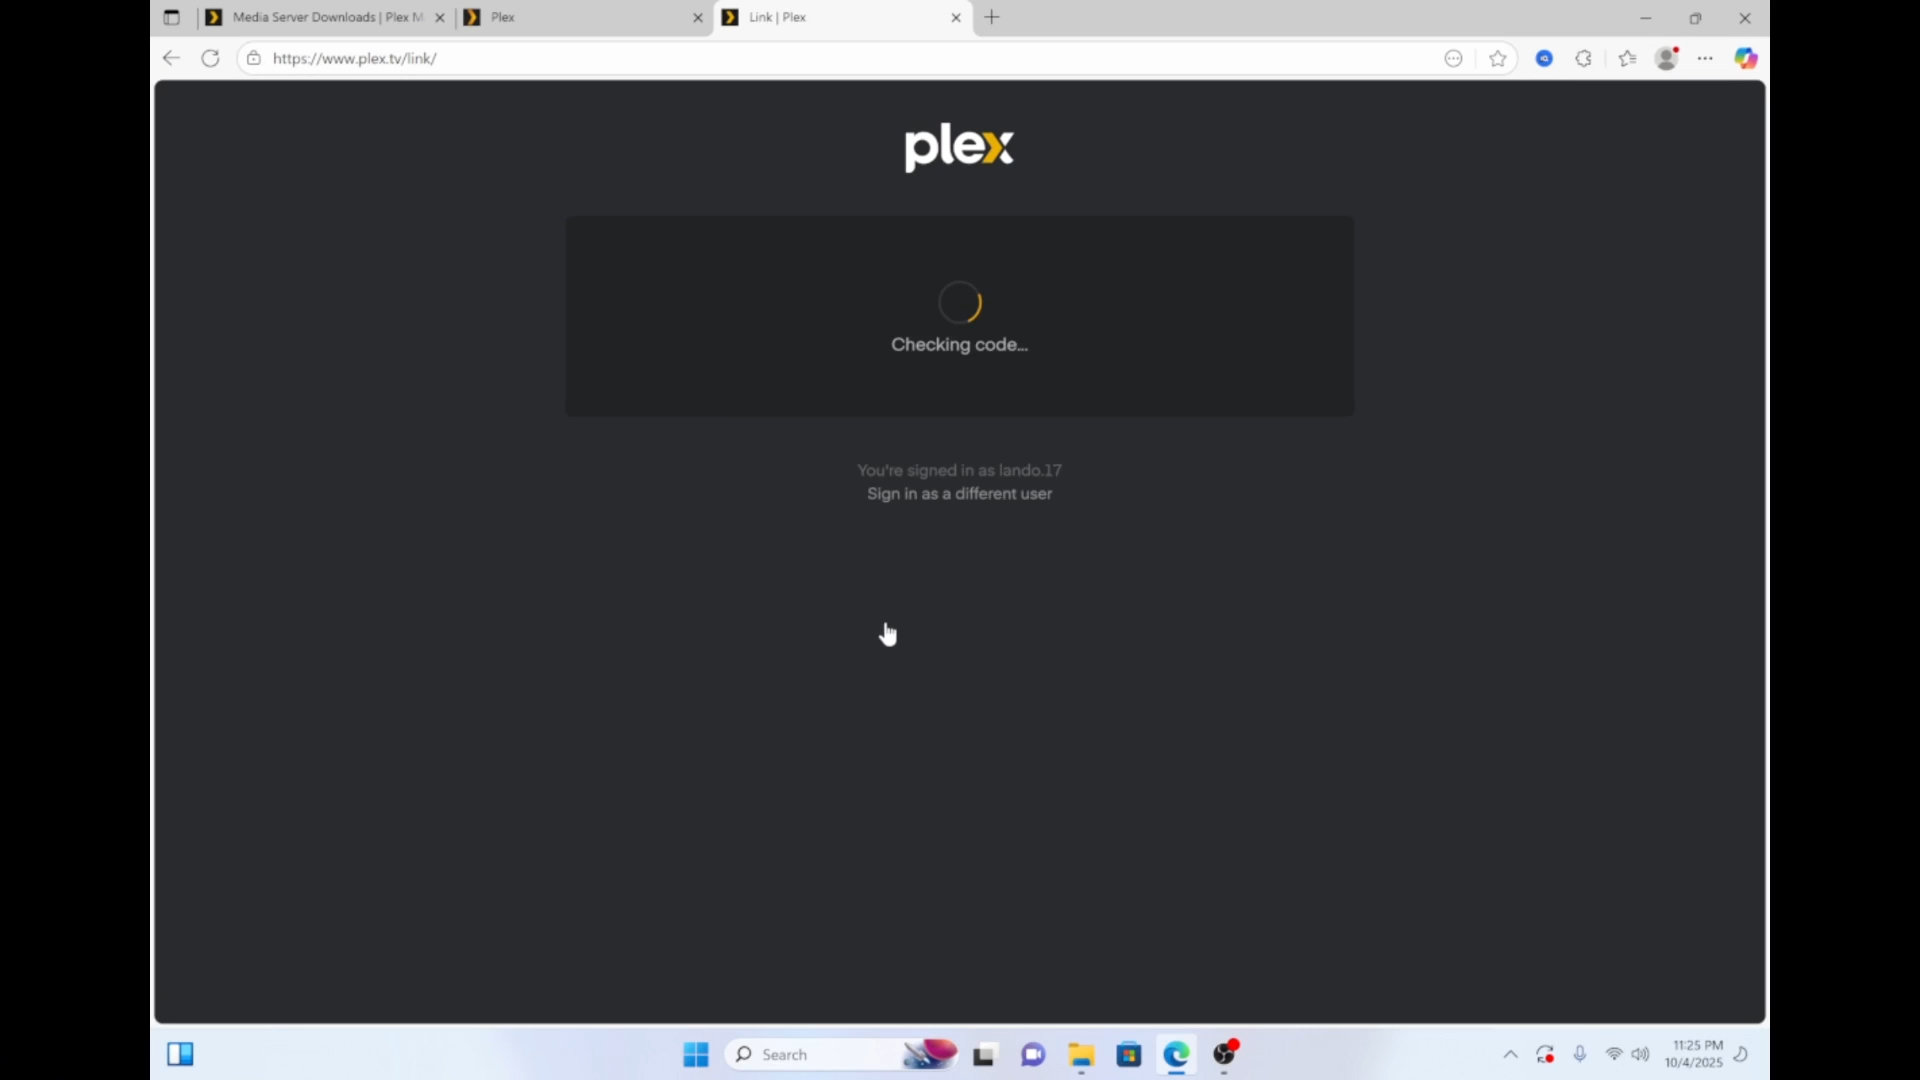 Media Server Downloads | Plex M
Plex
Link | Plex
https://www.plex.tv/link/
plex
Checking code...
You're signed in as lando.17
Sign in as a different user
Search
11:25 PM
10/4/2025